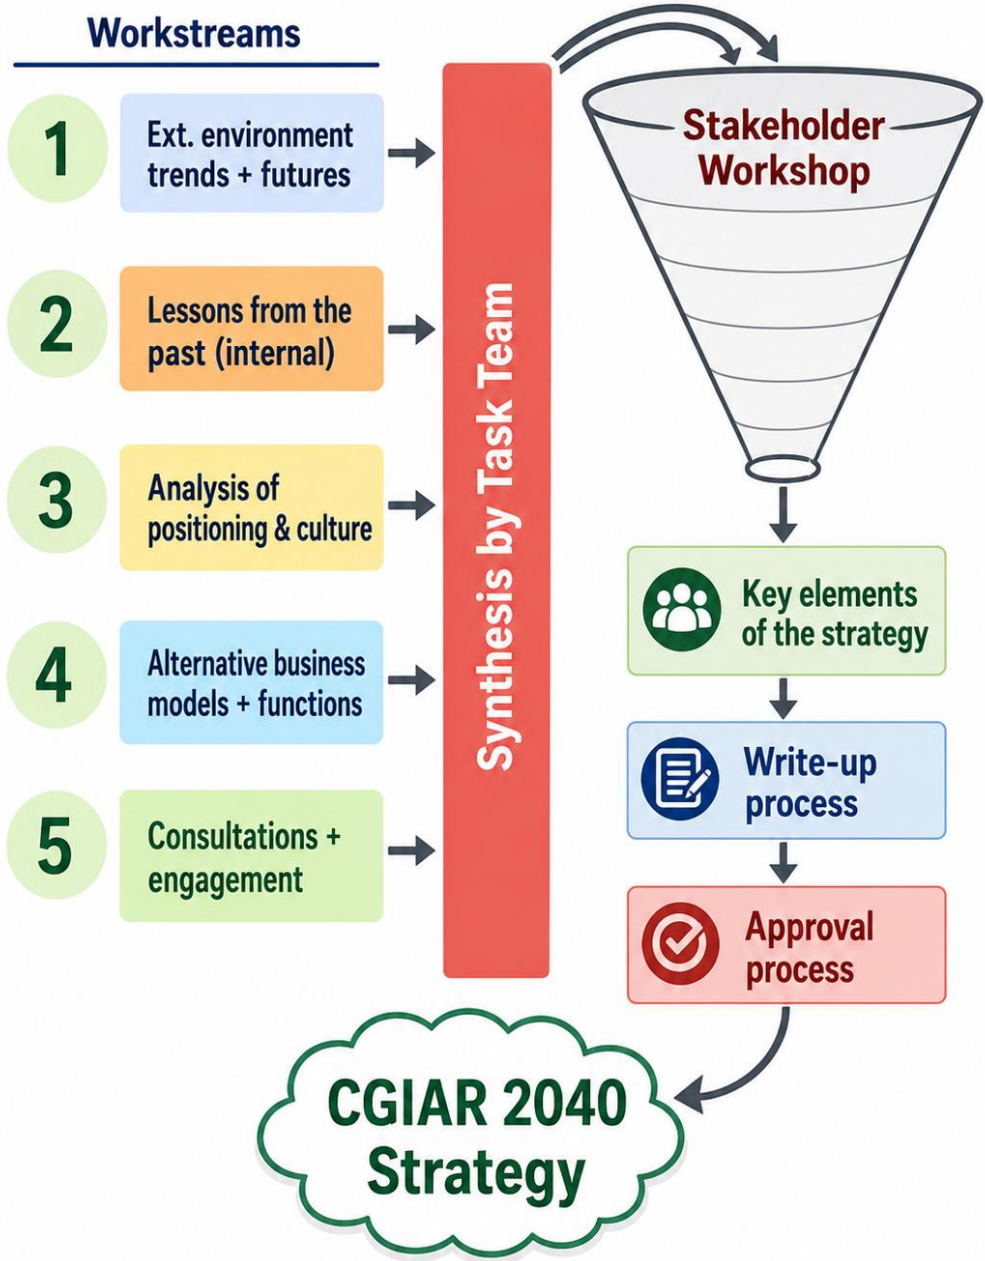 Workstreams
1
Ext. environment
trends + futures
2
Lessons from the
past (internal)
3
Analysis of
positioning & culture
4
Alternative business
models + functions
5
Consultations +
engagement
Synthesis by Task Team
Stakeholder
Workshop
Key elements
of the strategy
Write-up
process
Approval
process
CGIAR 2040
Strategy